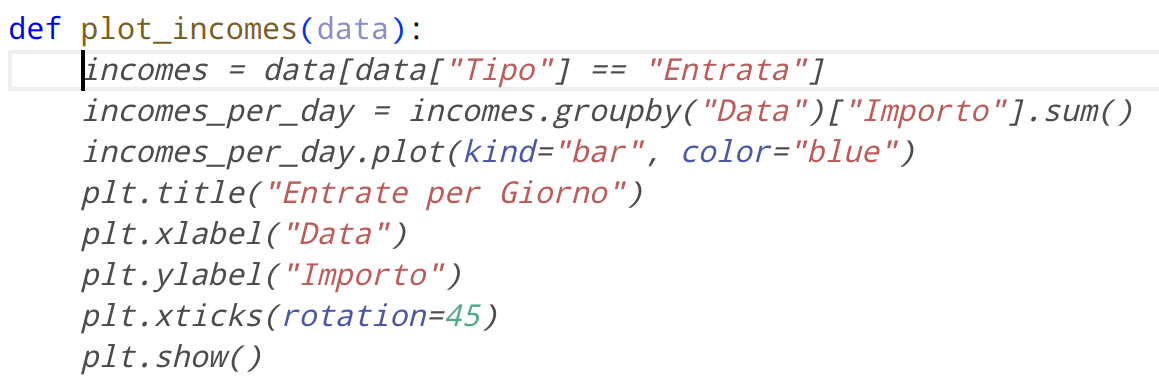 def plot_incomes(data):
    incomes = data[data["Tipo"] == "Entrata"]
    incomes_per_day = incomes.groupby("Data")["Importo"].sum()
    incomes_per_day.plot(kind="bar", color="blue")
    plt.title("Entrate per Giorno")
    plt.xlabel("Data")
    plt.ylabel("Importo")
    plt.xticks(rotation=45)
    plt.show()